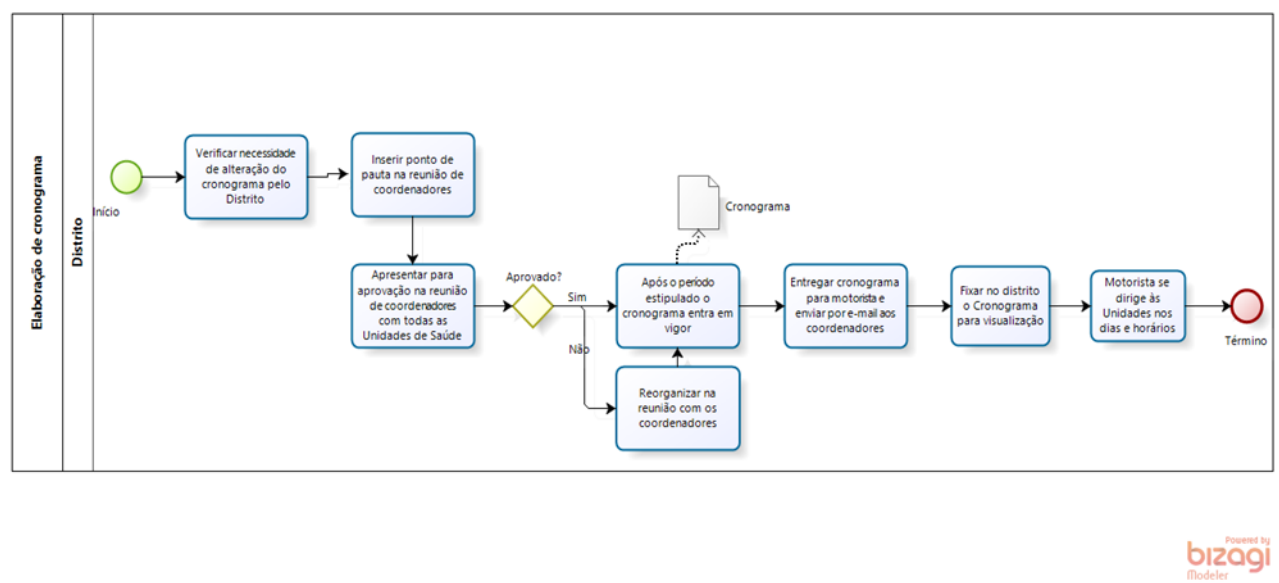 Elaboração de cronograma
Distrito
Início
Verificar necessidade
de alteração do
cronograma pelo
Distrito
Inserir ponto de
pauta na reunião de
coordenadores
Apresentar para
aprovação na reunião
de coordenadores
com todas as
Unidades de Saúde
Aprovado?
Sim
Não
Cronograma
Após o período
estipulado o
cronograma entra em
vigor
Reorganizar na
reunião com os
coordenadores
Entregar cronograma
para motorista e
enviar por e-mail aos
coordenadores
Fixar no distrito
o Cronograma
para visualização
Motorista se
dirige às
Unidades nos
dias e horários
Término
Powered by
bizagi
Modeler